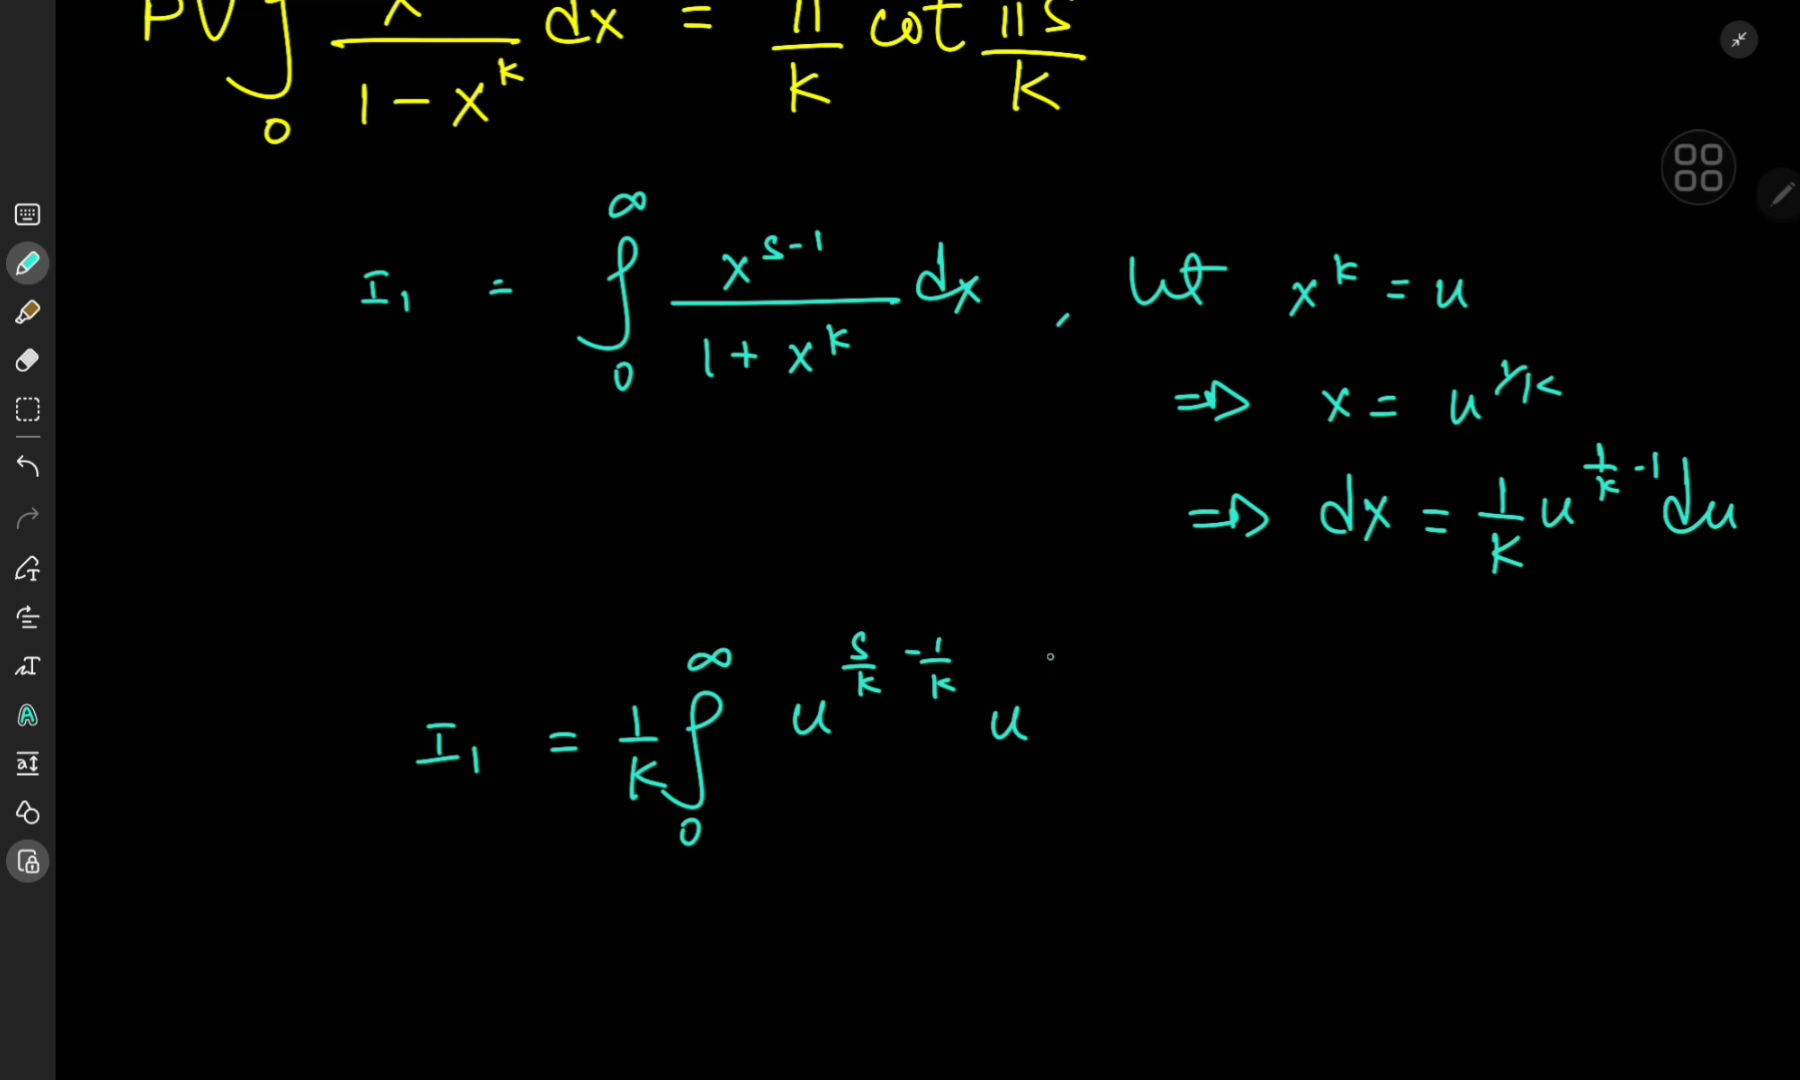 PV ∫ 0 x / 1 - x^k dx = π/k cot πs/k
I₁ = ∫ 0 ∞ x^{s-1} / 1 + x^k dx , let x^k = u
=> x = u^{1/k}
=> dx = 1/k u^{1/k - 1} du
I₁ = 1/k ∫ 0 ∞ u^{s/k - 1/k} u